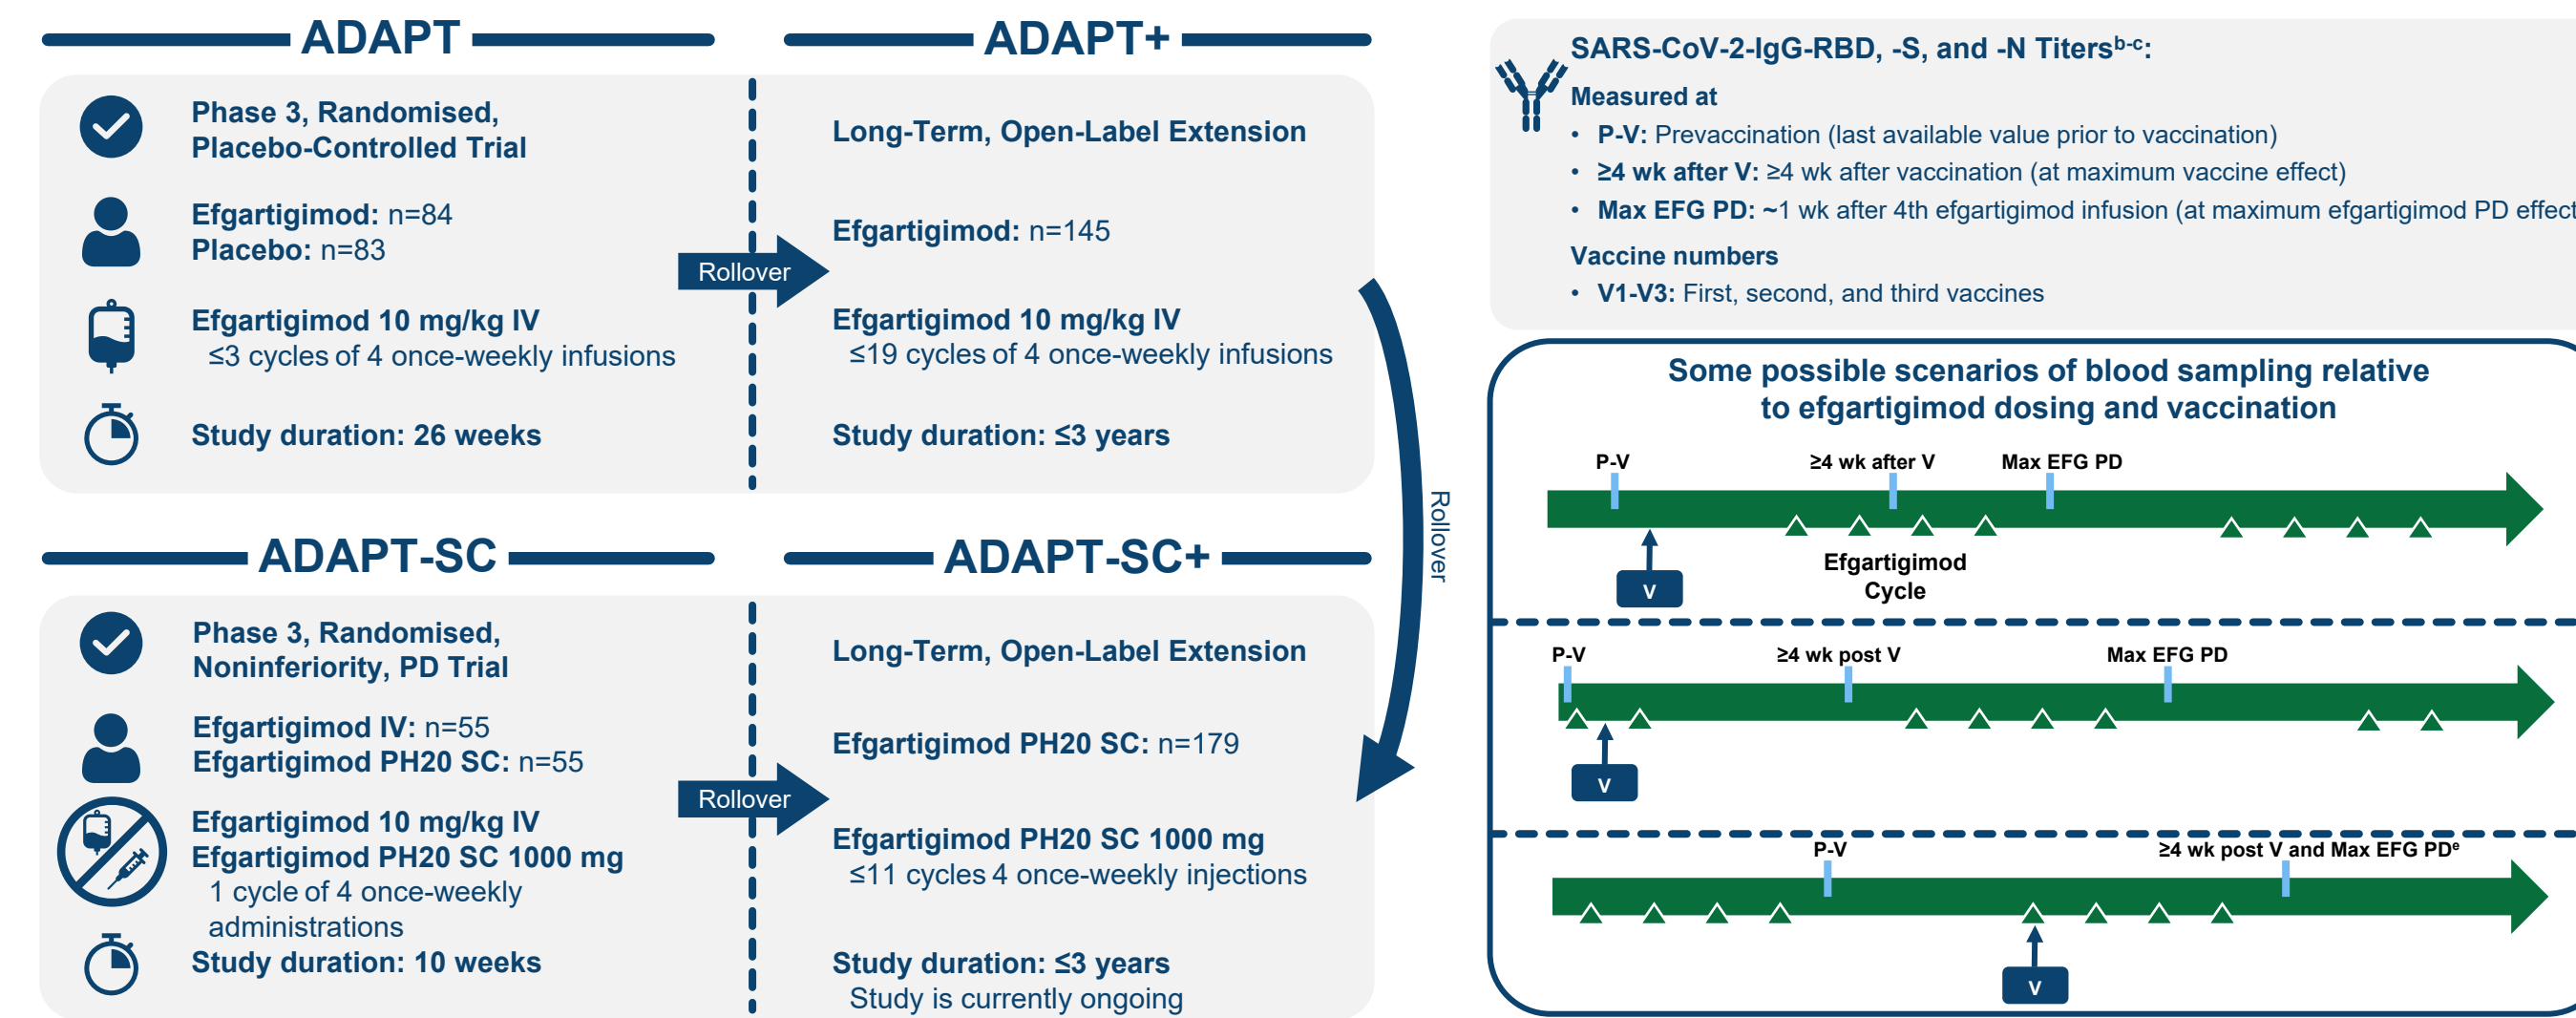 ADAPT
Phase 3, Randomised,
Placebo-Controlled Trial
Efgartigimod: n=84
Placebo: n=83
Efgartigimod 10 mg/kg IV
≤3 cycles of 4 once-weekly infusions
Study duration: 26 weeks
Rollover
ADAPT+
Long-Term, Open-Label Extension
Efgartigimod: n=145
Efgartigimod 10 mg/kg IV
≤19 cycles of 4 once-weekly infusions
Study duration: ≤3 years
Rollover
ADAPT-SC
Phase 3, Randomised,
Noninferiority, PD Trial
Efgartigimod IV: n=55
Efgartigimod PH20 SC: n=55
Efgartigimod 10 mg/kg IV
Efgartigimod PH20 SC 1000 mg
1 cycle of 4 once-weekly
administrations
Study duration: 10 weeks
Rollover
ADAPT-SC+
Long-Term, Open-Label Extension
Efgartigimod PH20 SC: n=179
Efgartigimod PH20 SC 1000 mg
≤11 cycles 4 once-weekly injections
Study duration: ≤3 years
Study is currently ongoing
SARS-CoV-2-IgG-RBD, -S, and -N Titersb-c:
Measured at
• P-V: Prevaccination (last available value prior to vaccination)
• ≥4 wk after V: ≥4 wk after vaccination (at maximum vaccine effect)
• Max EFG PD: ~1 wk after 4th efgartigimod infusion (at maximum efgartigimod PD effect
Vaccine numbers
• V1-V3: First, second, and third vaccines
Some possible scenarios of blood sampling relative
to efgartigimod dosing and vaccination
P-V ≥4 wk after V Max EFG PD
Efgartigimod
Cycle
V
P-V ≥4 wk post V Max EFG PD
V
P-V ≥4 wk post V and Max EFG PDe
V